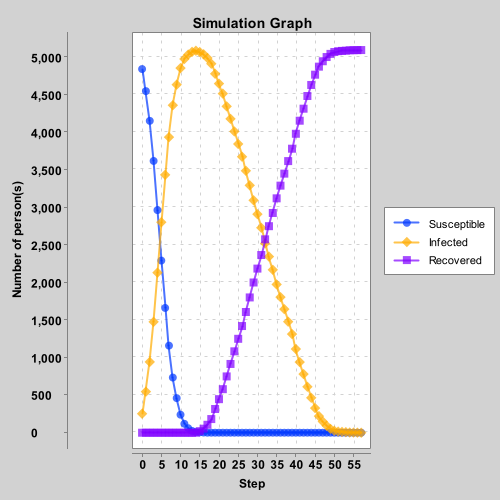 Simulation Graph
Number of person(s)
5,000
4,500
4,000
3,500
3,000
2,500
2,000
1,500
1,000
500
0
0 5 10 15 20 25 30 35 40 45 50 55
Step
Susceptible
Infected
Recovered